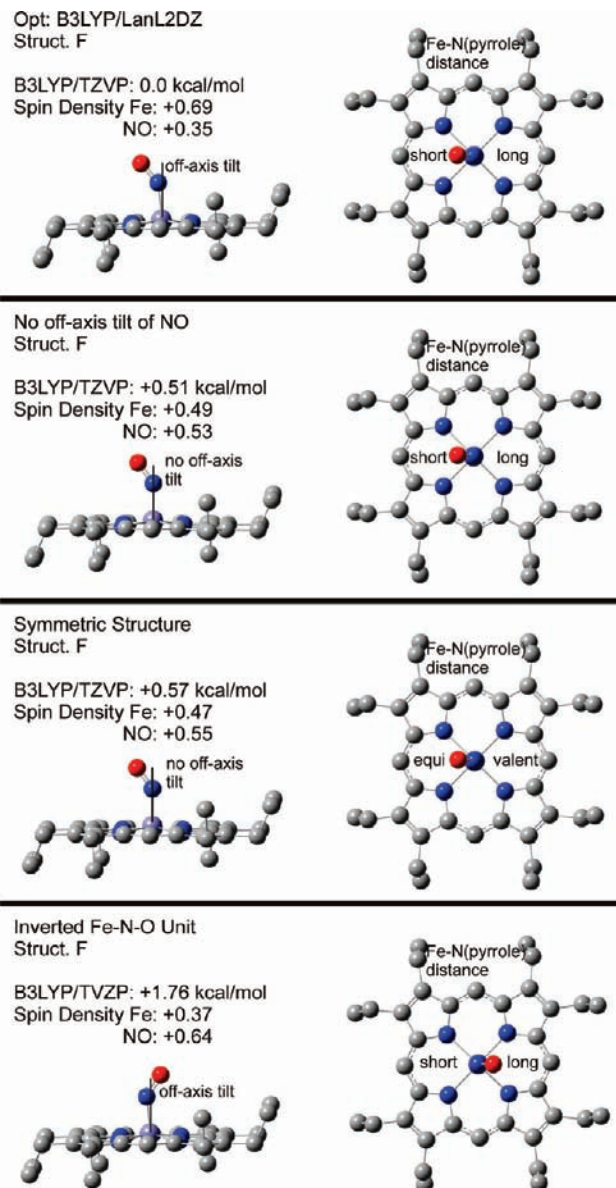 Opt: B3LYP/LanL2DZ
Struct. F
B3LYP/TZVP: 0.0 kcal/mol
Spin Density Fe: +0.69
NO: +0.35
off-axis tilt
Fe-N(pyrrole)
distance
short long
No off-axis tilt of NO
Struct. F
B3LYP/TZVP: +0.51 kcal/mol
Spin Density Fe: +0.49
NO: +0.53
no off-axis
tilt
Fe-N(pyrrole)
distance
short long
Symmetric Structure
Struct. F
B3LYP/TZVP: +0.57 kcal/mol
Spin Density Fe: +0.47
NO: +0.55
no off-axis
tilt
Fe-N(pyrrole)
distance
equi valent
Inverted Fe-N-O Unit
Struct. F
B3LYP/TVZP: +1.76 kcal/mol
Spin Density Fe: +0.37
NO: +0.64
off-axis tilt
Fe-N(pyrrole)
distance
short long